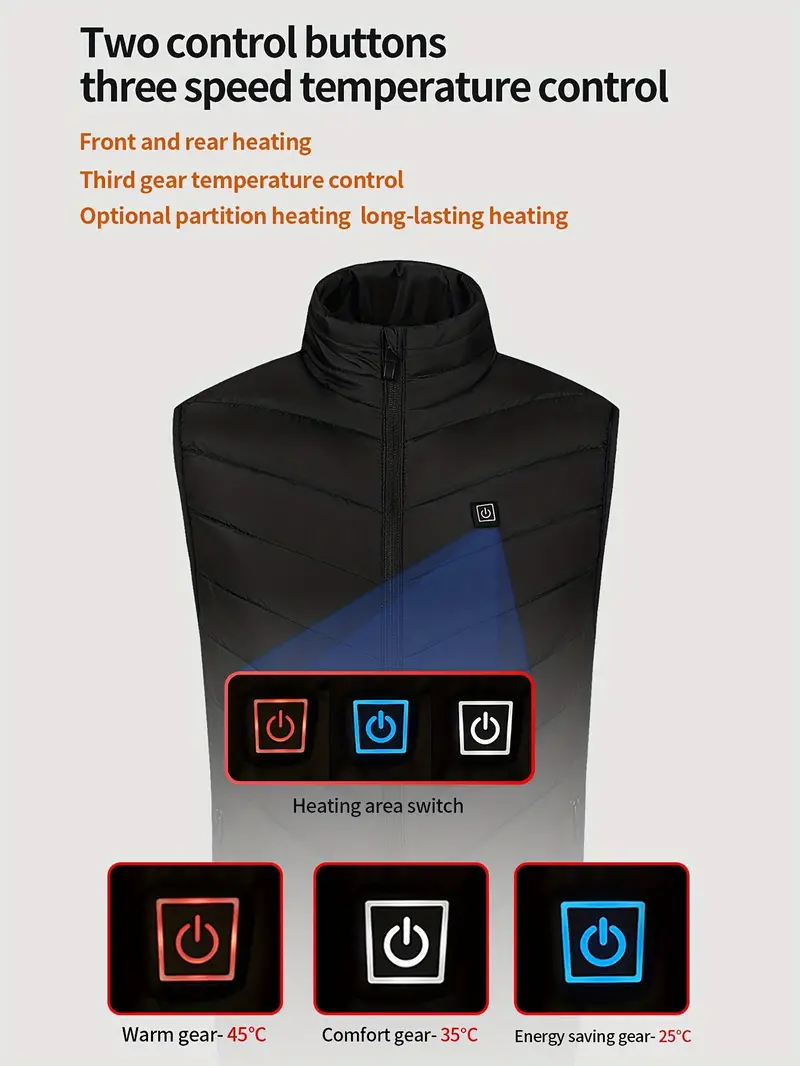 Two control buttons
three speed temperature control
Front and rear heating
Third gear temperature control
Optional partition heating long-lasting heating
Heating area switch
Warm gear- 45°C
Comfort gear- 35°C
Energy saving gear- 25°C